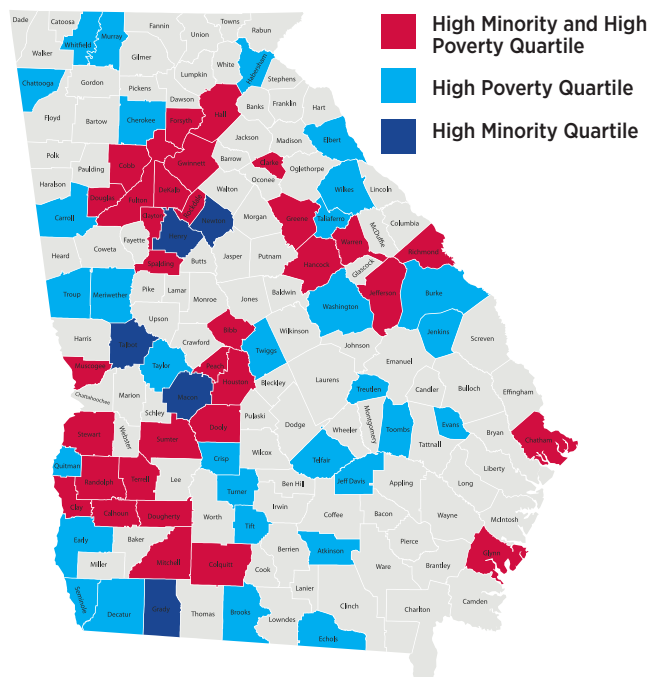 High Minority and High
Poverty Quartile
High Poverty Quartile
High Minority Quartile
Dade
Catoosa
Whitfield
Murray
Fannin
Towns
Union
Rabun
Walker
Gilmer
White
Habersham
Lumpkin
Stephens
Chattooga
Gordon
Pickens
Dawson
Hall
Banks
Franklin
Hart
Floyd
Bartow
Cherokee
Forsyth
Jackson
Madison
Elbert
Polk
Paulding
Cobb
Gwinnett
Barrow
Clarke
Oconee
Oglethorpe
Wilkes
Lincoln
Haralson
Douglas
Fulton
DeKalb
Rockdale
Walton
Morgan
Greene
Taliafero
McDuffie
Columbia
Carroll
Clayton
Henry
Newton
Warren
Richmond
Heard
Coweta
Fayette
Spalding
Butts
Jasper
Putnam
Hancock
Glascock
Jefferson
Burke
Troup
Meriwether
Pike
Lamar
Monroe
Jones
Baldwin
Washington
Jenkins
Screven
Upson
Harris
Talbot
Crawford
Bibb
Twiggs
Wilkinson
Johnson
Emanuel
Muscogee
Taylor
Peach
Houston
Bleckley
Laurens
Treutlen
Candler
Bulloch
Effingham
Chattahoochee
Marion
Macon
Schley
Pulaski
Dodge
Wheeler
Montgomery
Toombs
Tattnall
Evans
Bryan
Chatham
Stewart
Webster
Sumter
Dooly
Wilcox
Telfair
Jeff Davis
Appling
Long
Liberty
Quitman
Randolph
Terrell
Lee
Crisp
Turner
Ben Hill
Irwin
Coffee
Bacon
Wayne
McIntosh
Clay
Calhoun
Dougherty
Worth
Tift
Early
Baker
Mitchell
Colquitt
Berrien
Atkinson
Pierce
Ware
Brantley
Glynn
Miller
Cook
Lanier
Clinch
Charlton
Camden
Seminole
Decatur
Thomas
Brooks
Lowndes
Echols